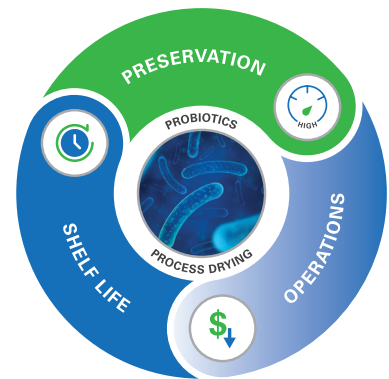 PRESERVATION
HIGH
PROBIOTICS
PROCESS DRYING
SHELF LIFE
OPERATIONS
$